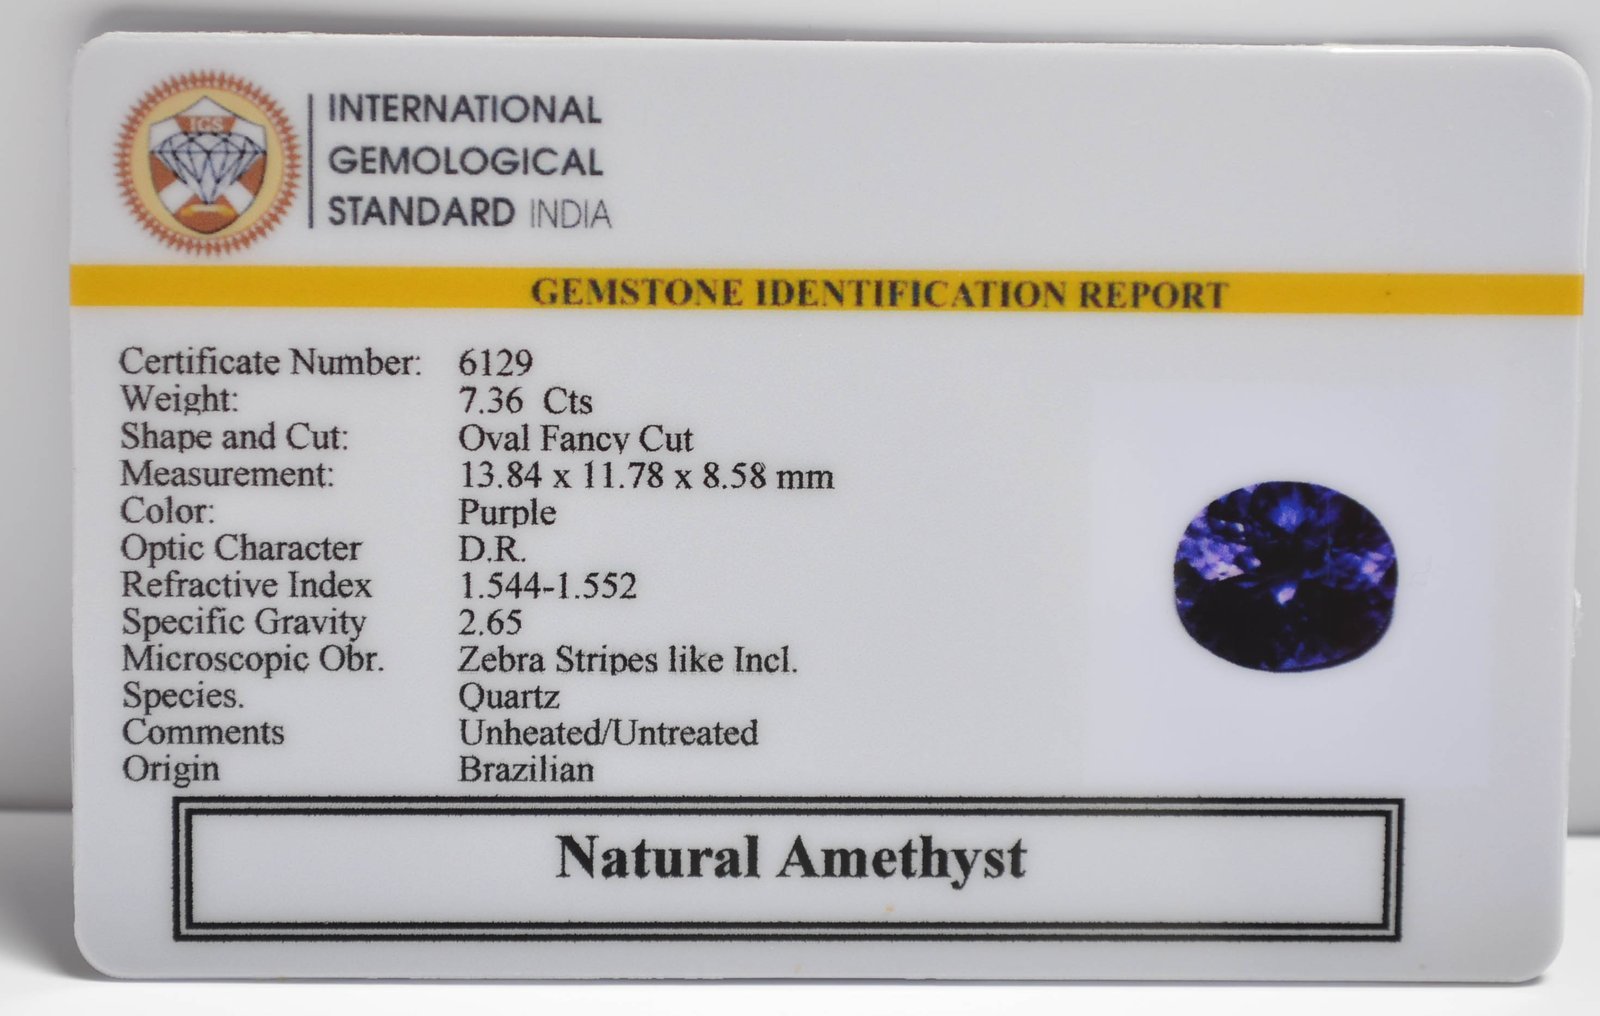 IGS
INTERNATIONAL
GEMOLOGICAL
STANDARD INDIA
GEMSTONE IDENTIFICATION REPORT
Certificate Number: 6129
Weight: 7.36 Cts
Shape and Cut: Oval Fancy Cut
Measurement: 13.84 x 11.78 x 8.58 mm
Color: Purple
Optic Character D.R.
Refractive Index 1.544-1.552
Specific Gravity 2.65
Microscopic Obr. Zebra Stripes like Incl.
Species. Quartz
Comments Unheated/Untreated
Origin Brazilian
Natural Amethyst